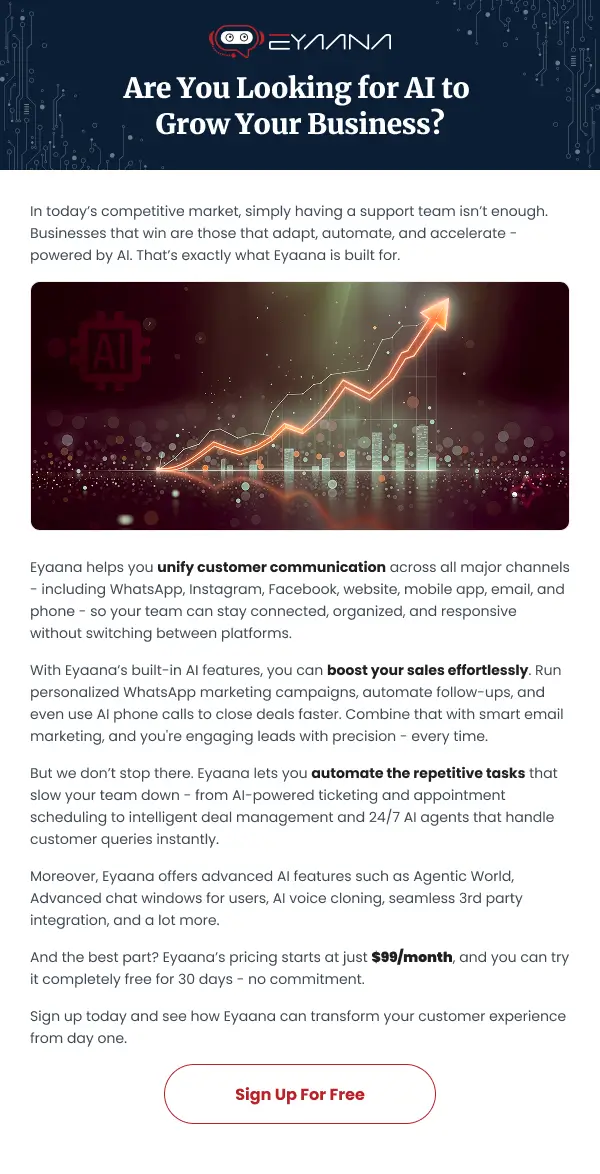 EYAANA
Are You Looking for AI to
Grow Your Business?
In today’s competitive market, simply having a support team isn’t enough.
Businesses that win are those that adapt, automate, and accelerate -
powered by AI. That’s exactly what Eyaana is built for.
AI
Eyaana helps you unify customer communication across all major channels
- including WhatsApp, Instagram, Facebook, website, mobile app, email, and
phone - so your team can stay connected, organized, and responsive
without switching between platforms.
With Eyaana’s built-in AI features, you can boost your sales effortlessly. Run
personalized WhatsApp marketing campaigns, automate follow-ups, and
even use AI phone calls to close deals faster. Combine that with smart email
marketing, and you're engaging leads with precision - every time.
But we don’t stop there. Eyaana lets you automate the repetitive tasks that
slow your team down - from AI-powered ticketing and appointment
scheduling to intelligent deal management and 24/7 AI agents that handle
customer queries instantly.
Moreover, Eyaana offers advanced AI features such as Agentic World,
Advanced chat windows for users, AI voice cloning, seamless 3rd party
integration, and a lot more.
And the best part? Eyaana’s pricing starts at just $99/month, and you can try
it completely free for 30 days - no commitment.
Sign up today and see how Eyaana can transform your customer experience
from day one.
Sign Up For Free